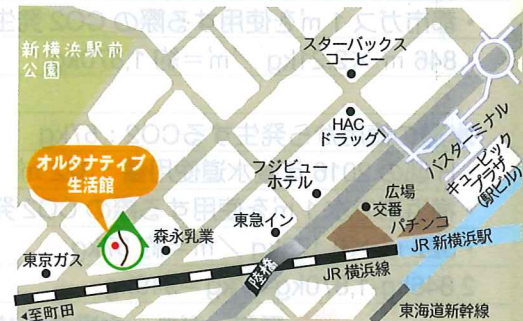 新横浜駅前
公園
スターバックス
コーヒー
HAC
ドラッグ
バスターミナル
キュービック
プラザ
(駅ビル)
オルタナティブ
生活館
フジビュー
ホテル
広場
交番
パチンコ
東急イン
森永乳業
東京ガス
陸橋
JR 新横浜駅
JR 横浜線
◀至町田
東海道新幹線